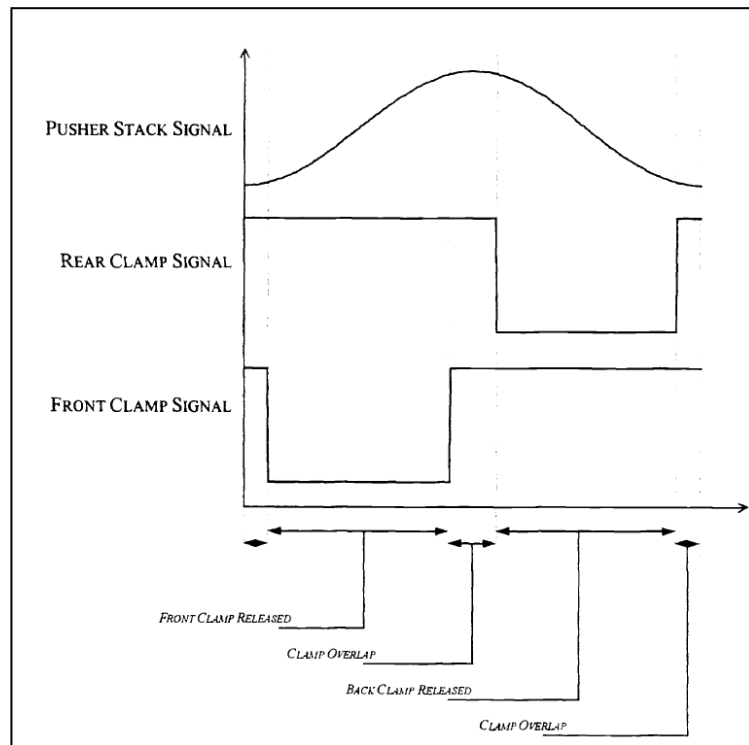 PUSHER STACK SIGNAL
REAR CLAMP SIGNAL
FRONT CLAMP SIGNAL
FRONT CLAMP RELEASED
CLAMP OVERLAP
BACK CLAMP RELEASED
CLAMP OVERLAP